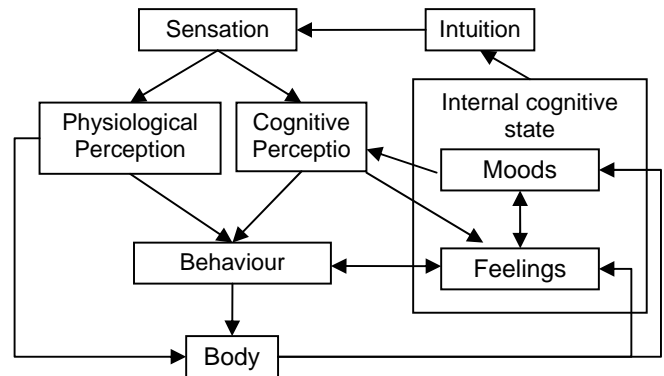 Sensation
Intuition
Internal cognitive
state
Physiological
Perception
Cognitive
Perceptio
Moods
Behaviour
Feelings
Body